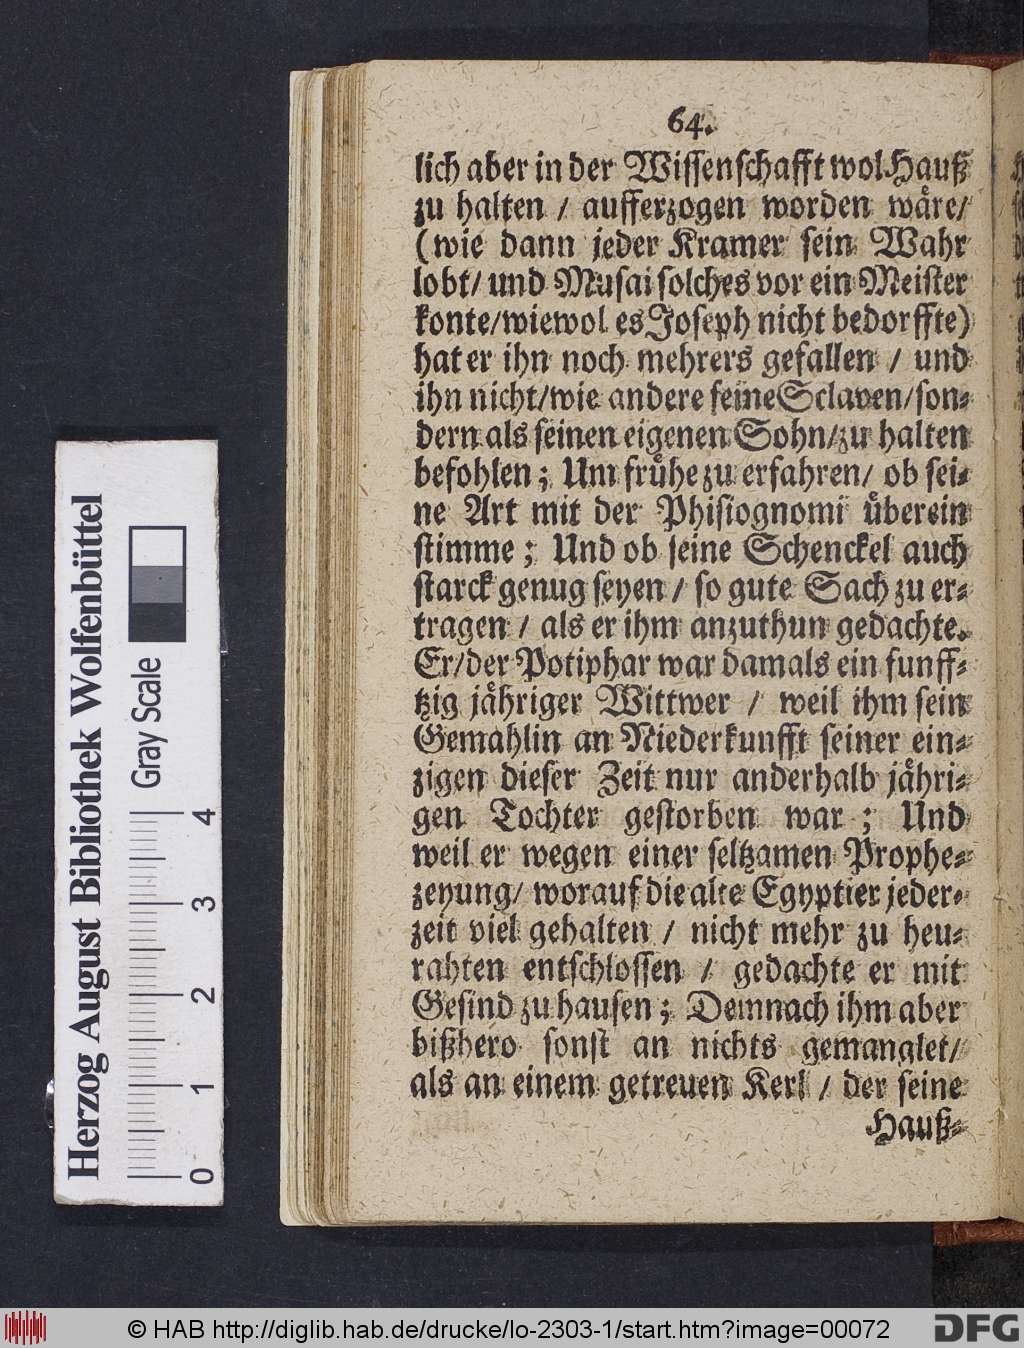 64.
lich aber in der Wissenschafft wol Hauß
zu halten / aufferzogen worden wäre/
(wie dann jeder Kramer sein Wahr
lobt/ und Musai solches vor ein Meister
konte/wiewol es Joseph nicht bedorffte)
hat er ihn noch mehrers gefallen / und
ihn nicht/wie andere seine Sclaven/son-
dern als seinen eigenen Sohn/zu halten
befohlen; Um frühe zu erfahren/ ob sei-
ne Art mit der Phisiognomi überein
stimme; Und ob seine Schenckel auch
starck genug seyen / so gute Sach zu er-
tragen / als er ihm anzuthun gedachte.
Er/der Potiphar war damals ein funff-
tzig jähriger Wittwer / weil ihm sein
Gemahlin an Niederkunfft seiner ein-
zigen dieser Zeit nur anderhalb jähri-
gen Tochter gestorben war; Und
weil er wegen einer seltzamen Prophe-
zeyung/ worauf die alte Egyptier jeder-
zeit viel gehalten / nicht mehr zu heu-
rahten entschlossen / gedachte er mit
Gesind zu hausen; Demnach ihm aber
bißhero sonst an nichts gemanglet/
als an einem getreuen Kerl / der seine
Hauß-
Herzog August Bibliothek Wolfenbüttel
Gray Scale
0 1 2 3 4
© HAB http://diglib.hab.de/drucke/lo-2303-1/start.htm?image=00072
DFG